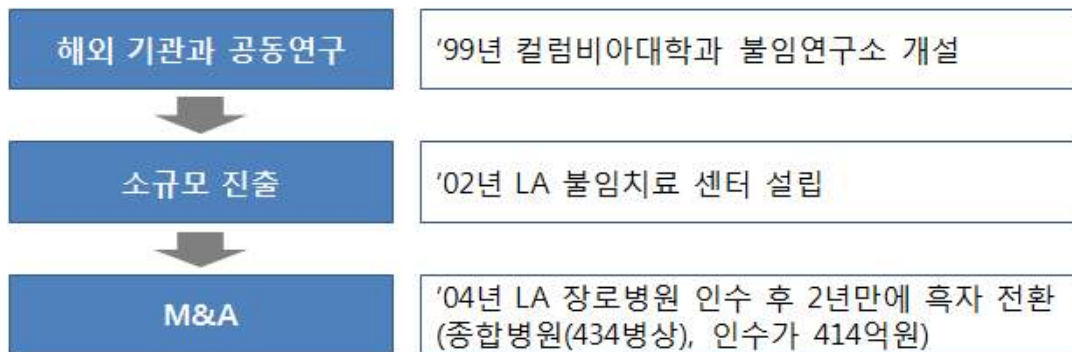 해외 기관과 공동연구
'99년 컬럼비아대학과 불임연구소 개설
소규모 진출
'02년 LA 불임치료 센터 설립
M&A
'04년 LA 장로병원 인수 후 2년만에 흑자 전환
(종합병원(434병상), 인수가 414억원)